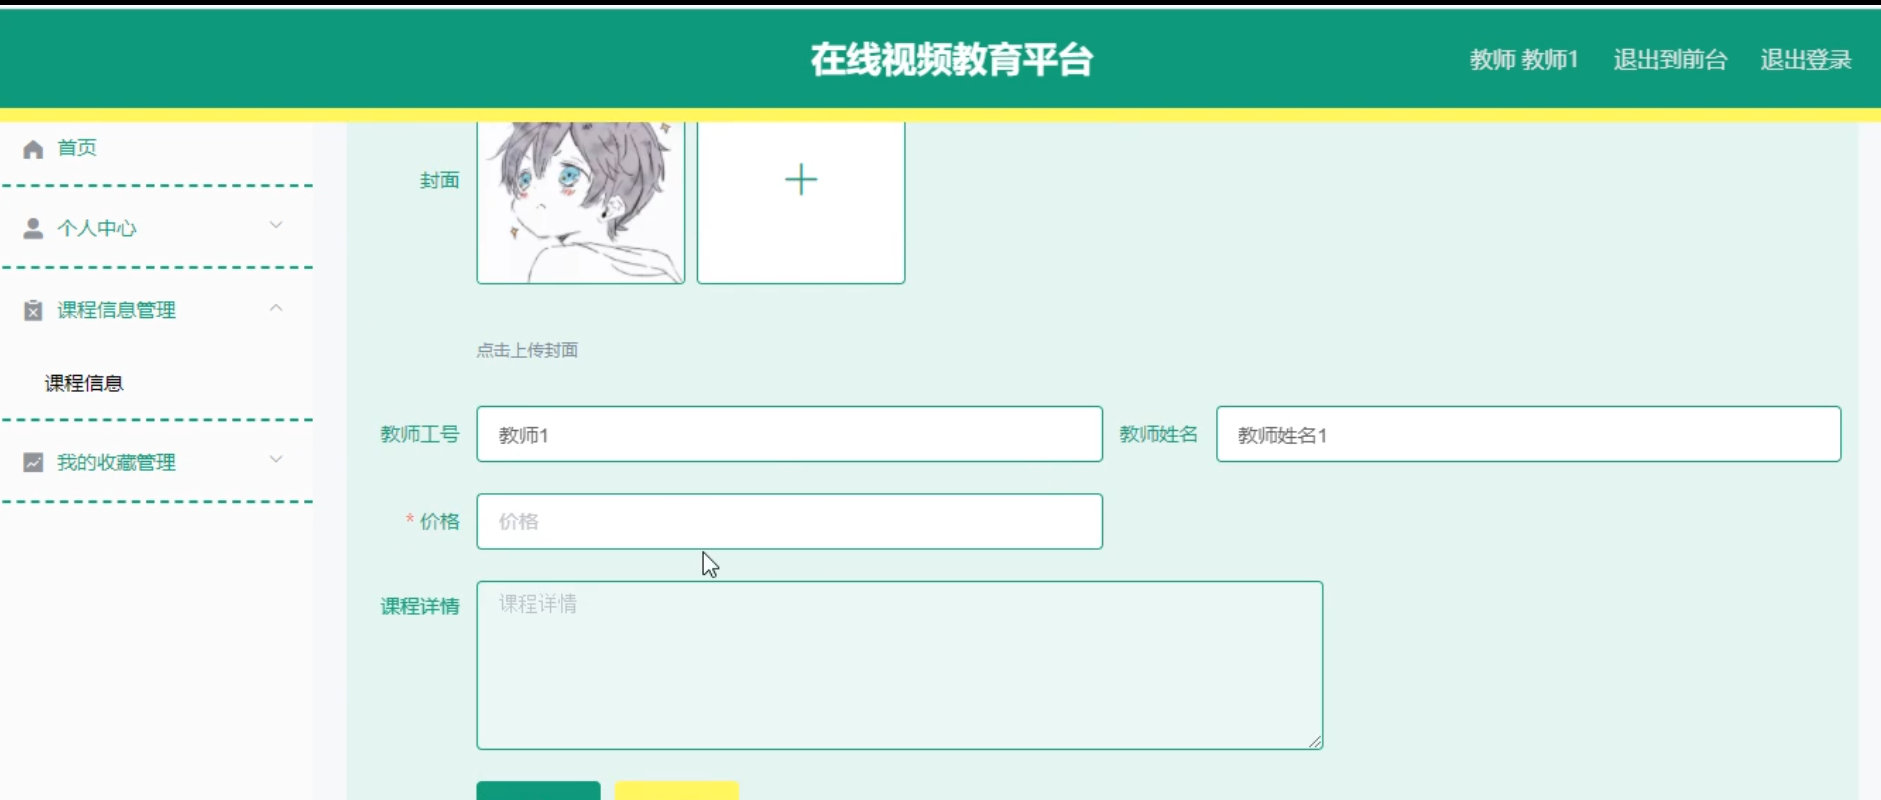 在线视频教育平台
教师 教师1 退出到前台 退出登录
首页
个人中心
课程信息管理
课程信息
我的收藏管理
封面
点击上传封面
教师工号 教师1 教师姓名 教师姓名1
* 价格 价格
课程详情 课程详情